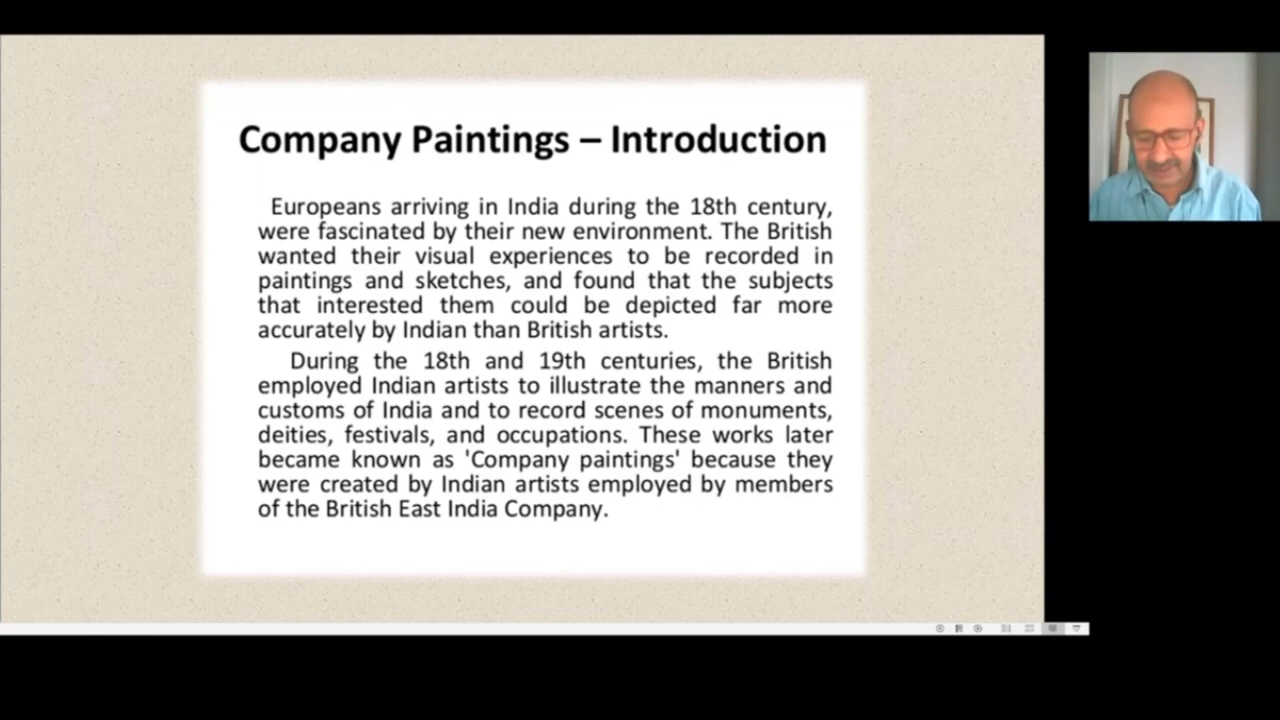 Company Paintings – Introduction
Europeans arriving in India during the 18th century,
were fascinated by their new environment. The British
wanted their visual experiences to be recorded in
paintings and sketches, and found that the subjects
that interested them could be depicted far more
accurately by Indian than British artists.
During the 18th and 19th centuries, the British
employed Indian artists to illustrate the manners and
customs of India and to record scenes of monuments,
deities, festivals, and occupations. These works later
became known as 'Company paintings' because they
were created by Indian artists employed by members
of the British East India Company.